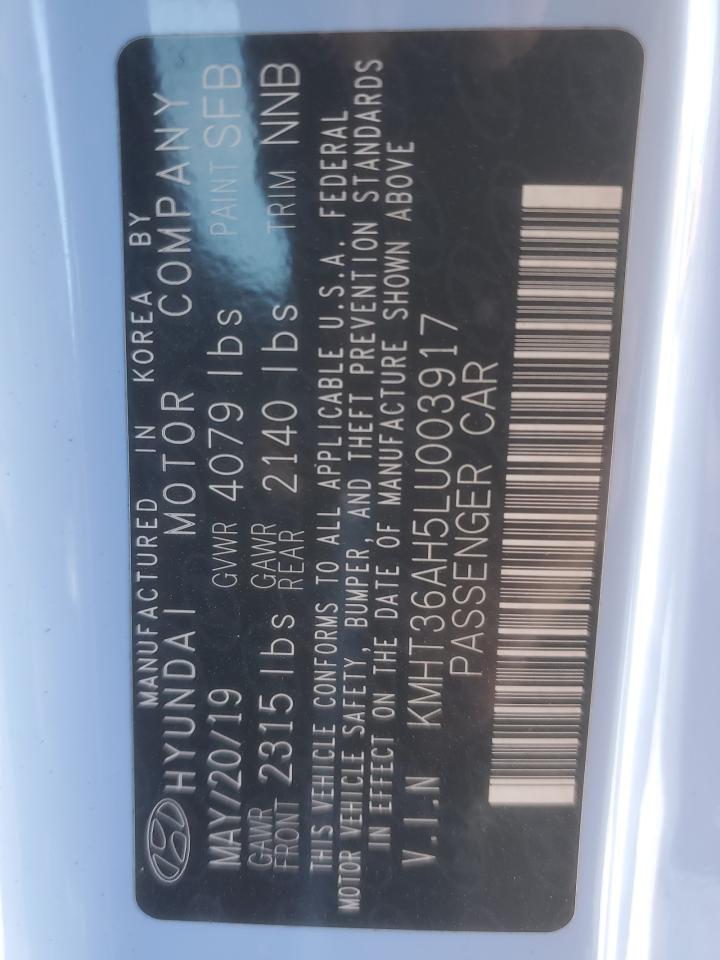 MANUFACTURED IN KOREA BY
HYUNDAI MOTOR COMPANY
MAY/20/19 GVWR 4079 lbs PAINT SFB
GAWR FRONT 2315 lbs GAWR REAR 2140 lbs TRIM NNB
THIS VEHICLE CONFORMS TO ALL APPLICABLE U.S.A. FEDERAL
MOTOR VEHICLE SAFETY, BUMPER, AND THEFT PREVENTION STANDARDS
IN EFFECT ON THE DATE OF MANUFACTURE SHOWN ABOVE
V.I.N KMHT36AH5LU003917
PASSENGER CAR